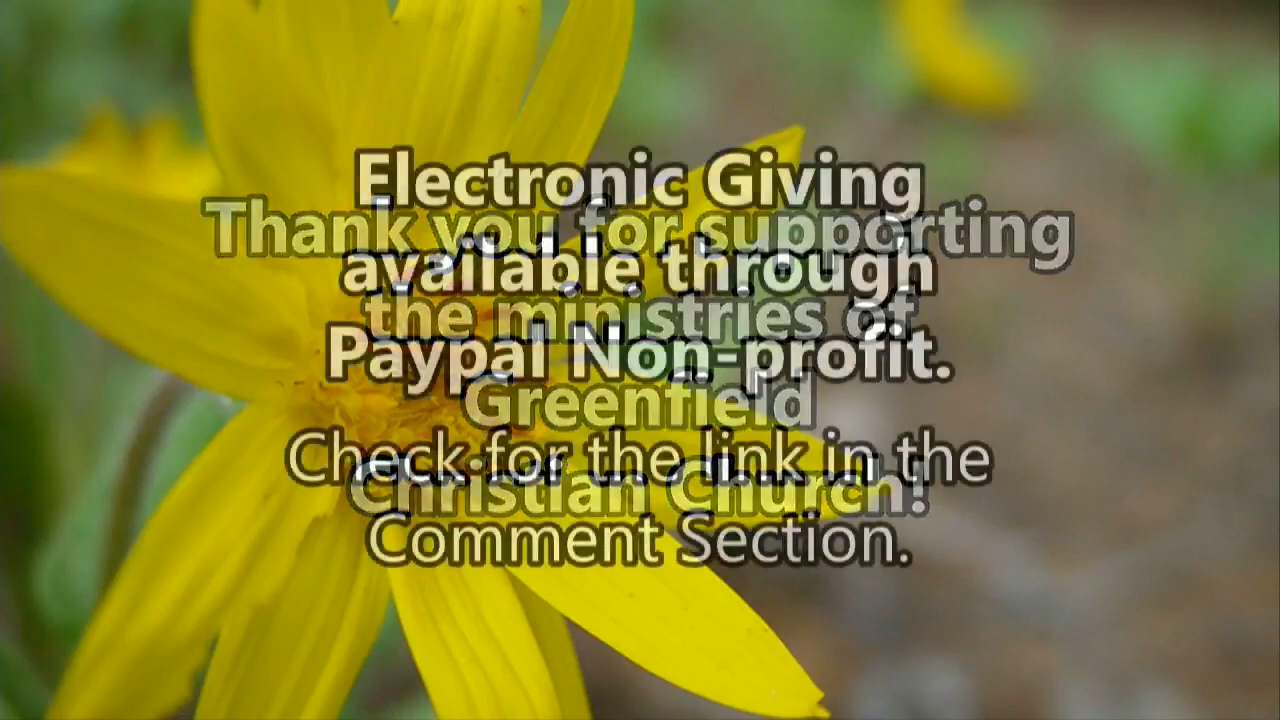 Electronic Giving
available through
Paypal Non-profit.
Check for the link in the
Comment Section.
Thank you for supporting
the ministries of
Greenfield
Christian Church!